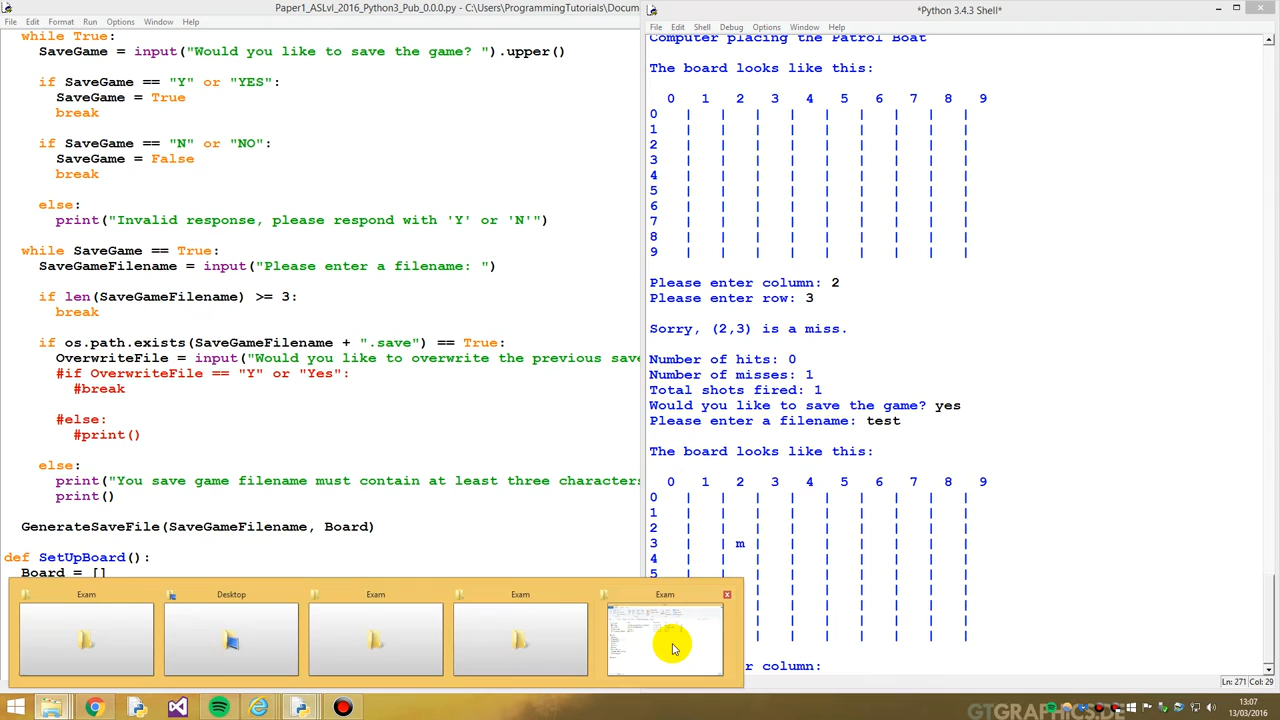 Paper1_ASLvl_2016_Python3_Pub_0.0.0.py - C:\Users\ProgrammingTutorials\Docum
File Edit Format Run Options Window Help
while True:
SaveGame = input("Would you like to save the game? ").upper()
if SaveGame == "Y" or "YES":
SaveGame = True
break
if SaveGame == "N" or "NO":
SaveGame = False
break
else:
print("Invalid response, please respond with 'Y' or 'N'")
while SaveGame == True:
SaveGameFilename = input("Please enter a filename: ")
if len(SaveGameFilename) >= 3:
break
if os.path.exists(SaveGameFilename + ".save") == True:
OverwriteFile = input("Would you like to overwrite the previous save
#if OverwriteFile == "Y" or "Yes":
#break
#else:
#print()
else:
print("You save game filename must contain at least three characters
print()
GenerateSaveFile(SaveGameFilename, Board)
def SetUpBoard():
Board = []
Exam
Desktop
Exam
Exam
Exam
*Python 3.4.3 Shell*
File Edit Shell Debug Options Window Help
Computer placing the Patrol Boat
The board looks like this:
0 1 2 3 4 5 6 7 8 9
0 | | | | | | | | |
1 | | | | | | | | |
2 | | | | | | | | |
3 | | | | | | | | |
4 | | | | | | | | |
5 | | | | | | | | |
6 | | | | | | | | |
7 | | | | | | | | |
8 | | | | | | | | |
9 | | | | | | | | |
Please enter column: 2
Please enter row: 3
Sorry, (2,3) is a miss.
Number of hits: 0
Number of misses: 1
Total shots fired: 1
Would you like to save the game? yes
Please enter a filename: test
The board looks like this:
0 1 2 3 4 5 6 7 8 9
0 | | | | | | | | |
1 | | | | | | | | |
2 | | | | | | | | |
3 | | m | | | | | | |
4 | | | | | | | | |
5 | | | | | | | | |
r column:
Ln: 271 Col: 29
GTGRAPHICSDE
13:07
13/03/2016